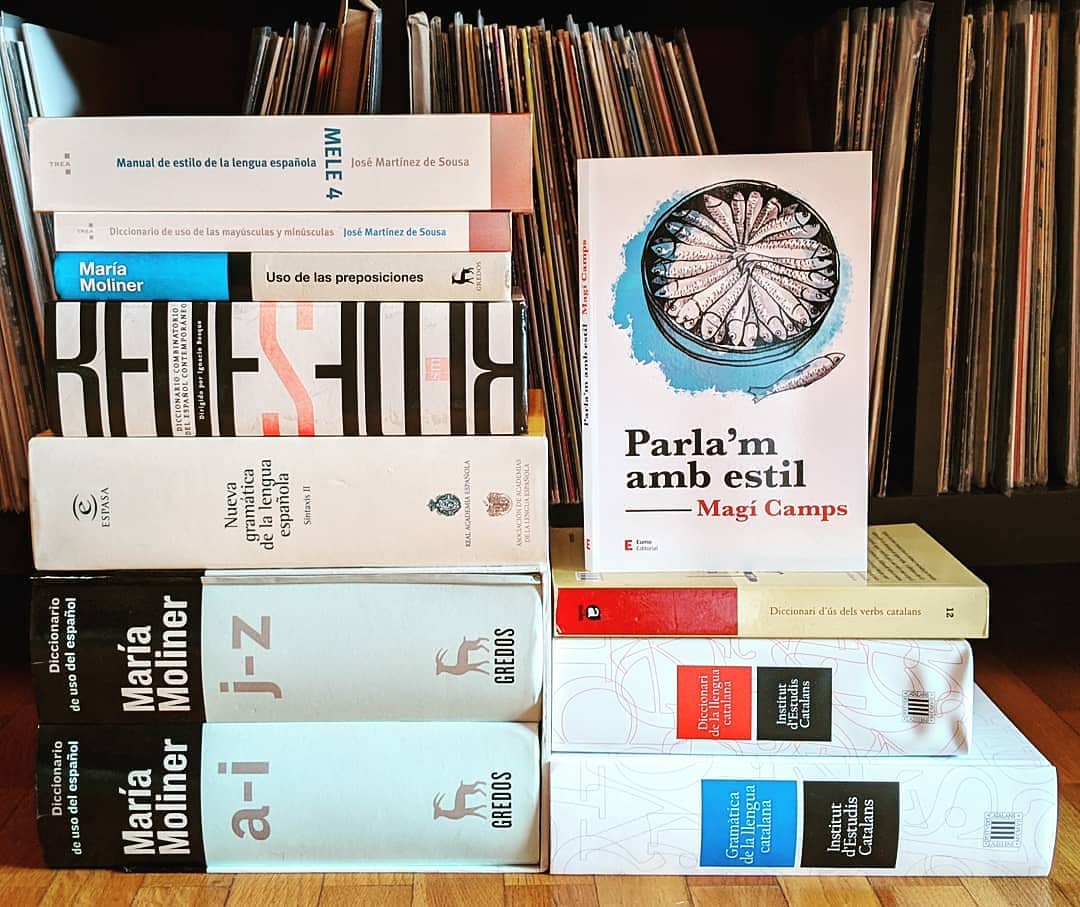 TREA
Manual de estilo de la lengua española
MELE 4
José Martínez de Sousa
TREA
Diccionario de uso de las mayúsculas y minúsculas
José Martínez de Sousa
María
Moliner
Uso de las preposiciones
GREDOS
REDES
DICCIONARIO COMBINATORIO
DEL ESPAÑOL CONTEMPORÁNEO
Dirigido por Ignacio Bosque
sm
e
ESPASA
Nueva
gramática
de la lengua
española
Sintaxis II
REAL ACADEMIA ESPAÑOLA
ASOCIACIÓN DE ACADEMIAS
DE LA LENGUA ESPAÑOLA
Diccionario
de uso del español
María
Moliner
j-z
GREDOS
Diccionario
de uso del español
María
Moliner
a-i
GREDOS
Parla'm amb estil
Magí Camps
E
Parla'm
amb estil
Magí Camps
E Eumo
Editorial
a
Diccionari d'ús dels verbs catalans
12
Diccionari
de la llengua
catalana
Institut
d'Estudis
Catalans
Gramàtica
de la llengua
catalana
Institut
d'Estudis
Catalans